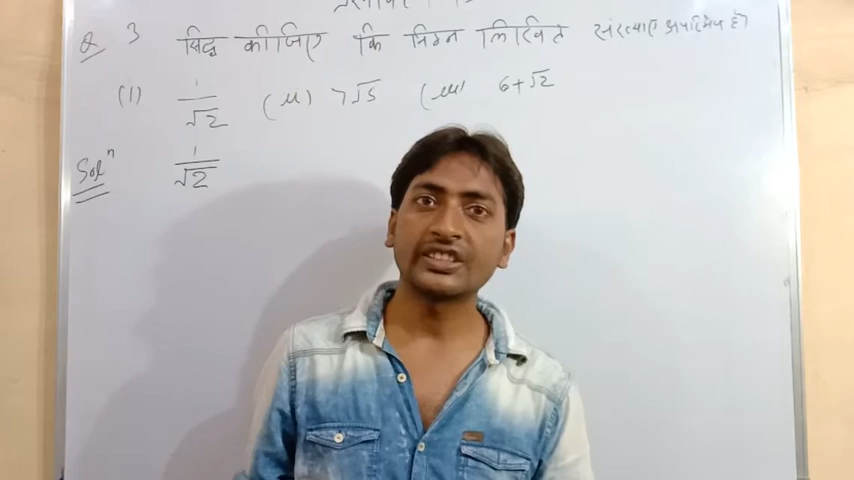 Q 3 सिद्ध कीजिए कि निम्न लिखित संख्याएं अपरिमेय है।
(I) 1/√2 (ii) 7√5 (iii) 6+√2
Solⁿ 1/√2